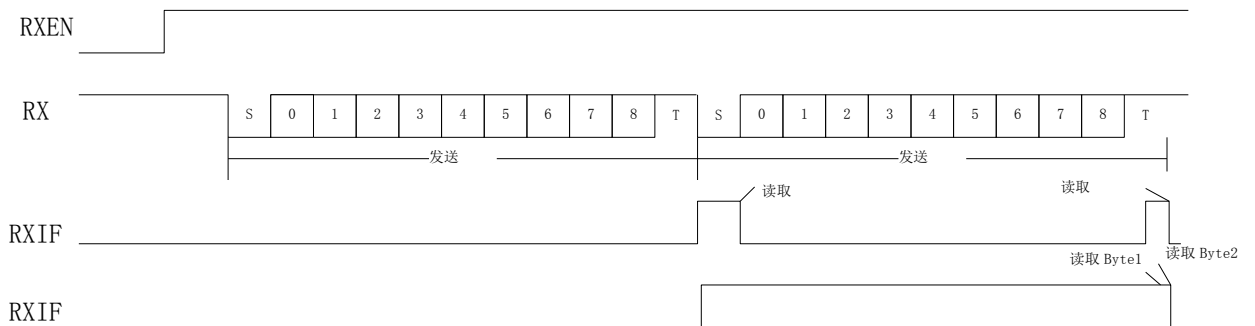 RXEN
RX S 0 1 2 3 4 5 6 7 8 T S 0 1 2 3 4 5 6 7 8 T
发送 发送
读取 读取
RXIF
读取 Byte1 读取 Byte2
RXIF